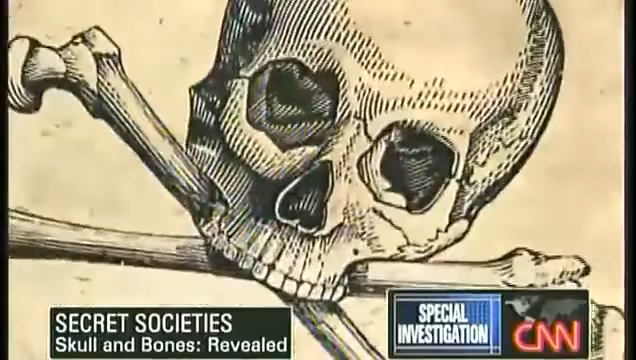 SECRET SOCIETIES
Skull and Bones: Revealed
SPECIAL
INVESTIGATION
CNN